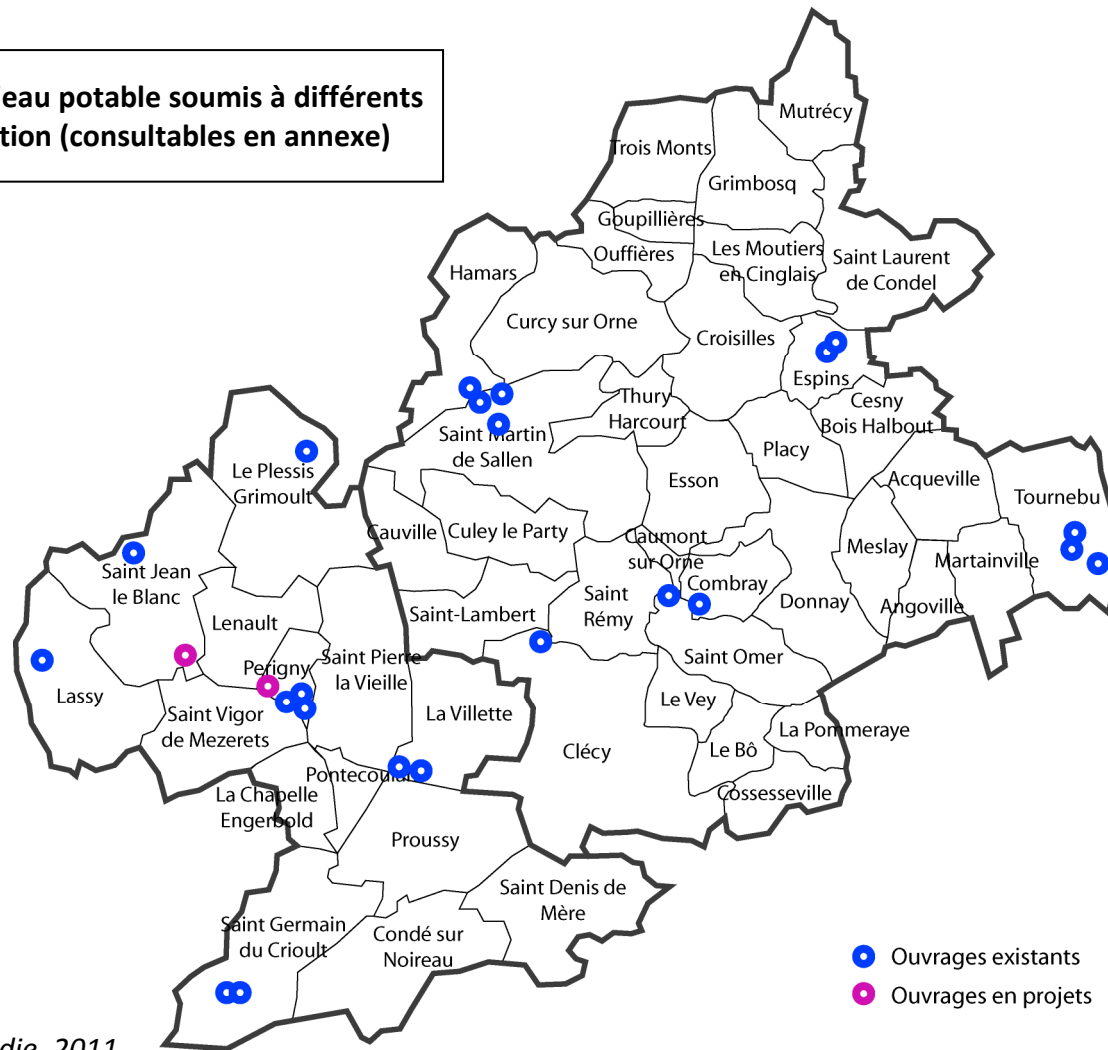 eau potable soumis à différents
tion (consultables en annexe)
Mutrécy
Trois Monts
Grimbosq
Goupillières
Ouffières
Les Moutiers
en Cinglais
Saint Laurent
de Condel
Hamars
Curcy sur Orne
Croisilles
Espins
Thury
Harcourt
Cesny
Bois Halbout
Saint Martin
de Sallen
Placy
Le Plessis
Grimoult
Esson
Acqueville
Tournebu
Cauville
Culey le Party
Caumont
sur Orne
Meslay
Martainville
Saint Jean
le Blanc
Combray
Saint-Lambert
Saint
Rémy
Donnay
Angoville
Lenault
Perigny
Saint Pierre
la Vieille
Saint Omer
Lassy
Saint Vigor
de Mezerets
La Villette
Le Vey
La Pommeraye
Le Bô
Clécy
Pontecoulant
La Chapelle
Engerbold
Cossesseville
Proussy
Saint Denis de
Mère
Saint Germain
du Crioult
Condé sur
Noireau
Ouvrages existants
Ouvrages en projets
die, 2011